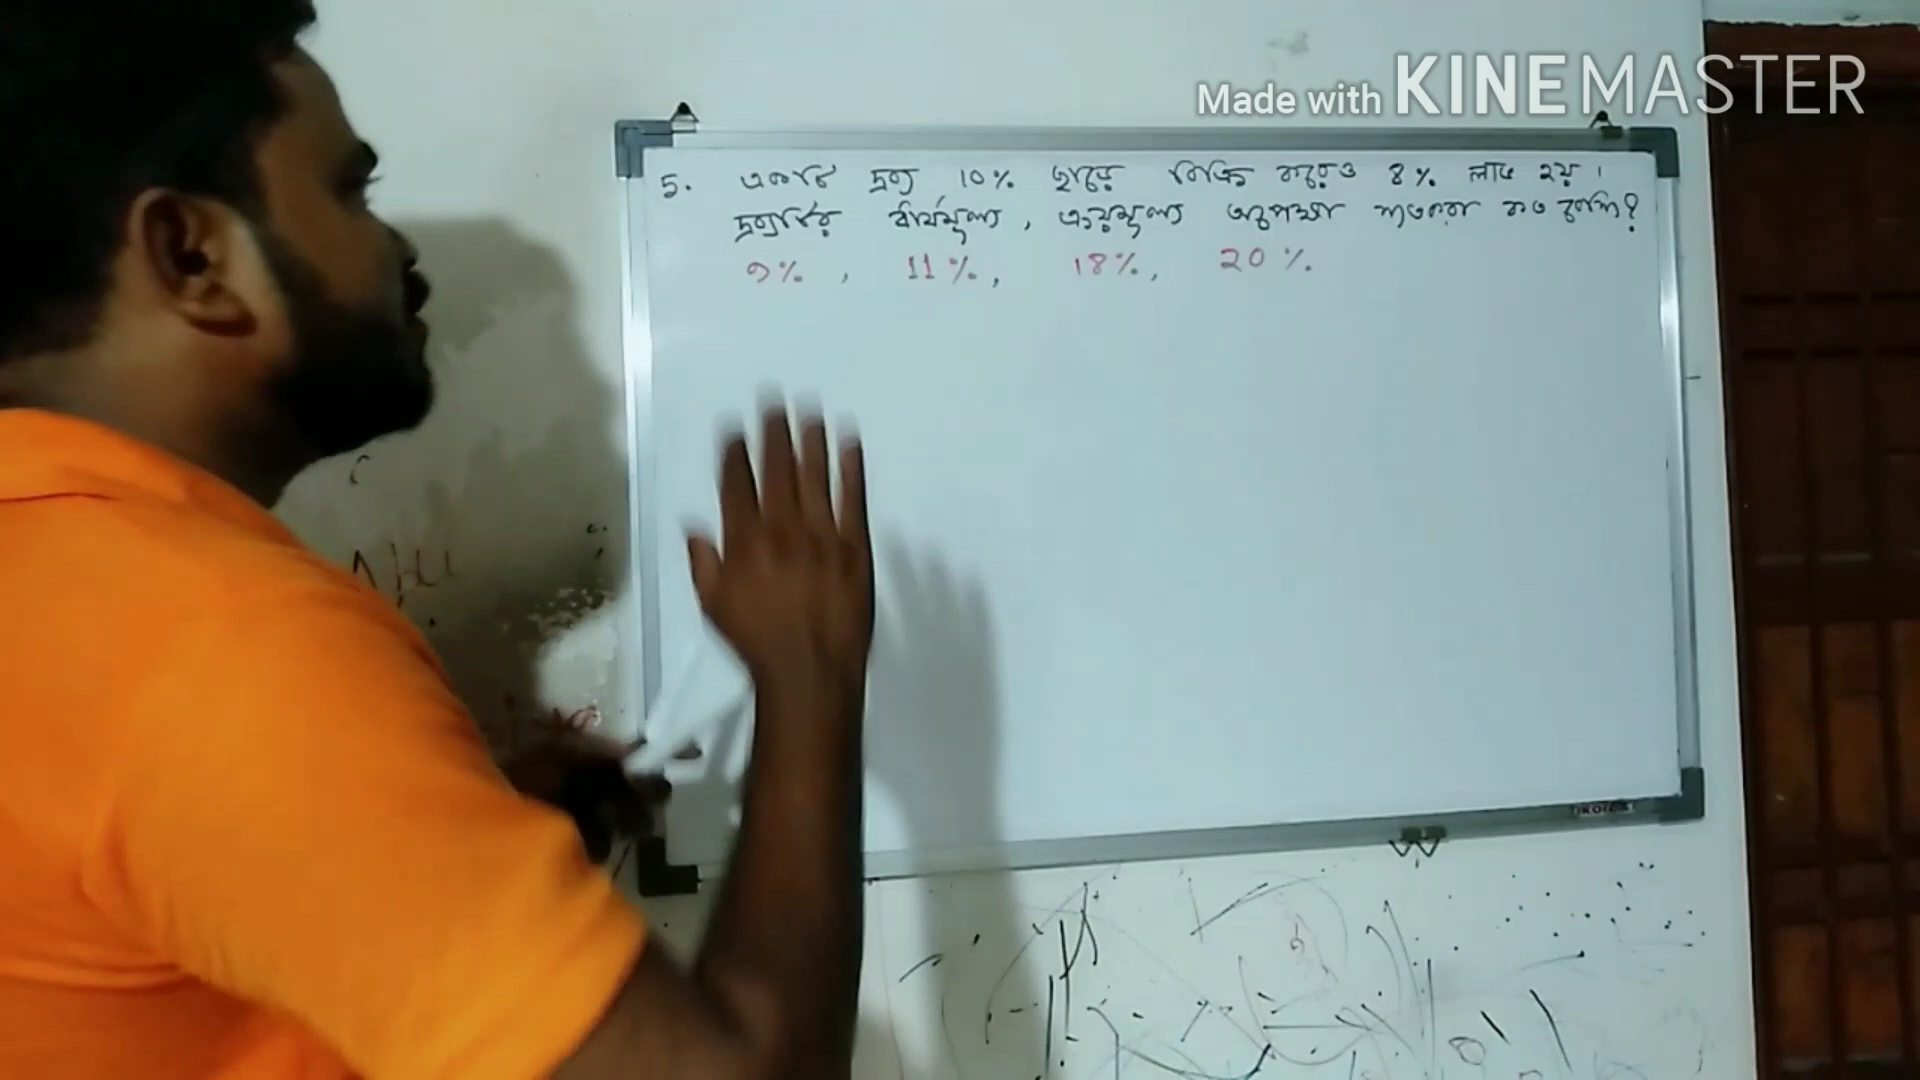 Made with KINEMASTER
5. একটি দ্রব্য 10% ছাড়ে বিক্রি করেও 8% লাভ হয়।
দ্রব্যটির ধার্যমূল্য, ক্রয়মূল্য অপেক্ষা শতকরা কত বেশি?
9%, 11%, 18%, 20%.